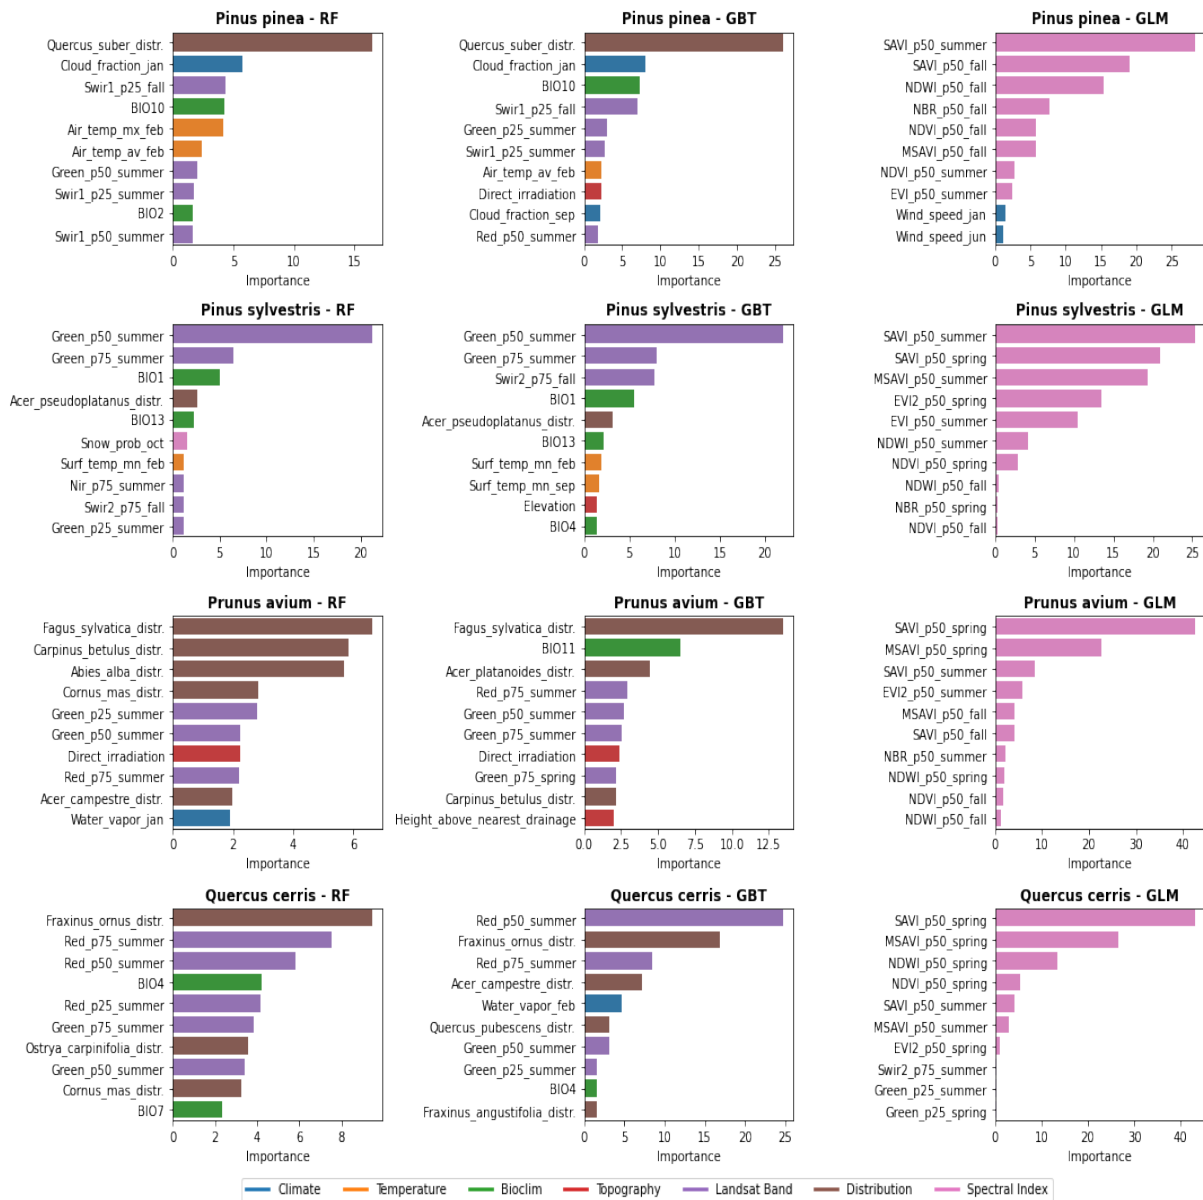 Pinus pinea - RF
Quercus_suber_distr.
Cloud_fraction_jan
Swir1_p25_fall
BIO10
Air_temp_mx_feb
Air_temp_av_feb
Green_p50_summer
Swir1_p25_summer
BIO2
Swir1_p50_summer
0 5 10 15
Importance
Pinus pinea - GBT
Quercus_suber_distr.
Cloud_fraction_jan
BIO10
Swir1_p25_fall
Green_p25_summer
Swir1_p25_summer
Air_temp_av_feb
Direct_irradiation
Cloud_fraction_sep
Red_p50_summer
0 5 10 15 20 25
Importance
Pinus pinea - GLM
SAVI_p50_summer
SAVI_p50_fall
NDWI_p50_fall
NBR_p50_fall
NDVI_p50_fall
MSAVI_p50_fall
NDVI_p50_summer
EVI_p50_summer
Wind_speed_jan
Wind_speed_jun
0 5 10 15 20 25
Importance
Pinus sylvestris - RF
Green_p50_summer
Green_p75_summer
BIO1
Acer_pseudoplatanus_distr.
BIO13
Snow_prob_oct
Surf_temp_mn_feb
Nir_p75_summer
Swir2_p75_fall
Green_p25_summer
0 5 10 15 20
Importance
Pinus sylvestris - GBT
Green_p50_summer
Green_p75_summer
Swir2_p75_fall
BIO1
Acer_pseudoplatanus_distr.
BIO13
Surf_temp_mn_feb
Surf_temp_mn_sep
Elevation
BIO4
0 5 10 15 20
Importance
Pinus sylvestris - GLM
SAVI_p50_summer
SAVI_p50_spring
MSAVI_p50_summer
EVI2_p50_spring
EVI_p50_summer
NDWI_p50_summer
NDVI_p50_spring
NDWI_p50_fall
NBR_p50_spring
NDVI_p50_fall
0 5 10 15 20 25
Importance
Prunus avium - RF
Fagus_sylvatica_distr.
Carpinus_betulus_distr.
Abies_alba_distr.
Cornus_mas_distr.
Green_p25_summer
Green_p50_summer
Direct_irradiation
Red_p75_summer
Acer_campestre_distr.
Water_vapor_jan
0 2 4 6
Importance
Prunus avium - GBT
Fagus_sylvatica_distr.
BIO11
Acer_platanoides_distr.
Red_p75_summer
Green_p50_summer
Green_p75_summer
Direct_irradiation
Green_p75_spring
Carpinus_betulus_distr.
Height_above_nearest_drainage
0.0 2.5 5.0 7.5 10.0 12.5
Importance
Prunus avium - GLM
SAVI_p50_spring
MSAVI_p50_spring
SAVI_p50_summer
EVI2_p50_summer
MSAVI_p50_fall
SAVI_p50_fall
NBR_p50_summer
NDWI_p50_spring
NDVI_p50_fall
NDWI_p50_fall
0 10 20 30 40
Importance
Quercus cerris - RF
Fraxinus_ornus_distr.
Red_p75_summer
Red_p50_summer
BIO4
Red_p25_summer
Green_p75_summer
Ostrya_carpinifolia_distr.
Green_p50_summer
Cornus_mas_distr.
BIO7
0 2 4 6 8
Importance
Quercus cerris - GBT
Red_p50_summer
Fraxinus_ornus_distr.
Red_p75_summer
Acer_campestre_distr.
Water_vapor_feb
Quercus_pubescens_distr.
Green_p50_summer
Green_p25_summer
BIO4
Fraxinus_angustifolia_distr.
0 5 10 15 20 25
Importance
Quercus cerris - GLM
SAVI_p50_spring
MSAVI_p50_spring
NDWI_p50_spring
NDVI_p50_spring
SAVI_p50_summer
MSAVI_p50_summer
EVI2_p50_spring
Swir2_p75_summer
Green_p25_summer
Green_p25_spring
0 10 20 30 40
Importance
Climate Temperature Bioclim Topography Landsat Band Distribution Spectral Index